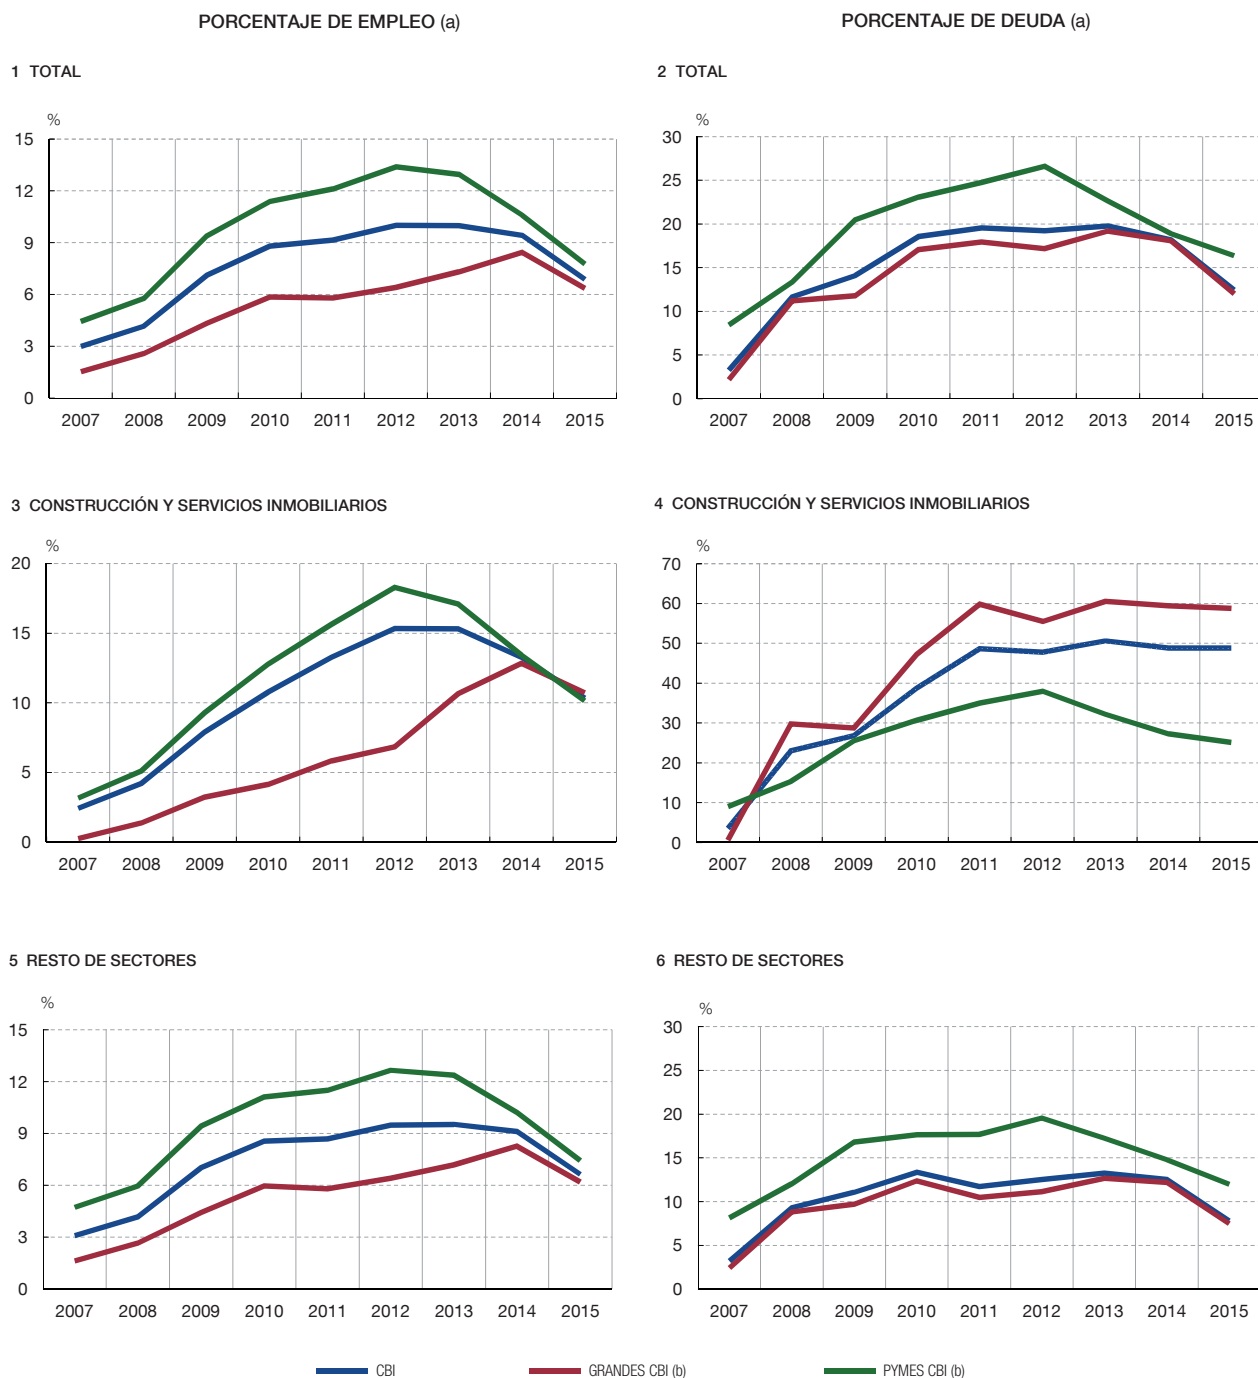 PORCENTAJE DE EMPLEO (a)
PORCENTAJE DE DEUDA (a)
1 TOTAL
%
15
12
9
6
3
0
2007 2008 2009 2010 2011 2012 2013 2014 2015
2 TOTAL
%
30
25
20
15
10
5
0
2007 2008 2009 2010 2011 2012 2013 2014 2015
3 CONSTRUCCIÓN Y SERVICIOS INMOBILIARIOS
%
20
15
10
5
0
2007 2008 2009 2010 2011 2012 2013 2014 2015
4 CONSTRUCCIÓN Y SERVICIOS INMOBILIARIOS
%
70
60
50
40
30
20
10
0
2007 2008 2009 2010 2011 2012 2013 2014 2015
5 RESTO DE SECTORES
%
15
12
9
6
3
0
2007 2008 2009 2010 2011 2012 2013 2014 2015
6 RESTO DE SECTORES
%
30
25
20
15
10
5
0
2007 2008 2009 2010 2011 2012 2013 2014 2015
CBI
GRANDES CBI (b)
PYMES CBI (b)